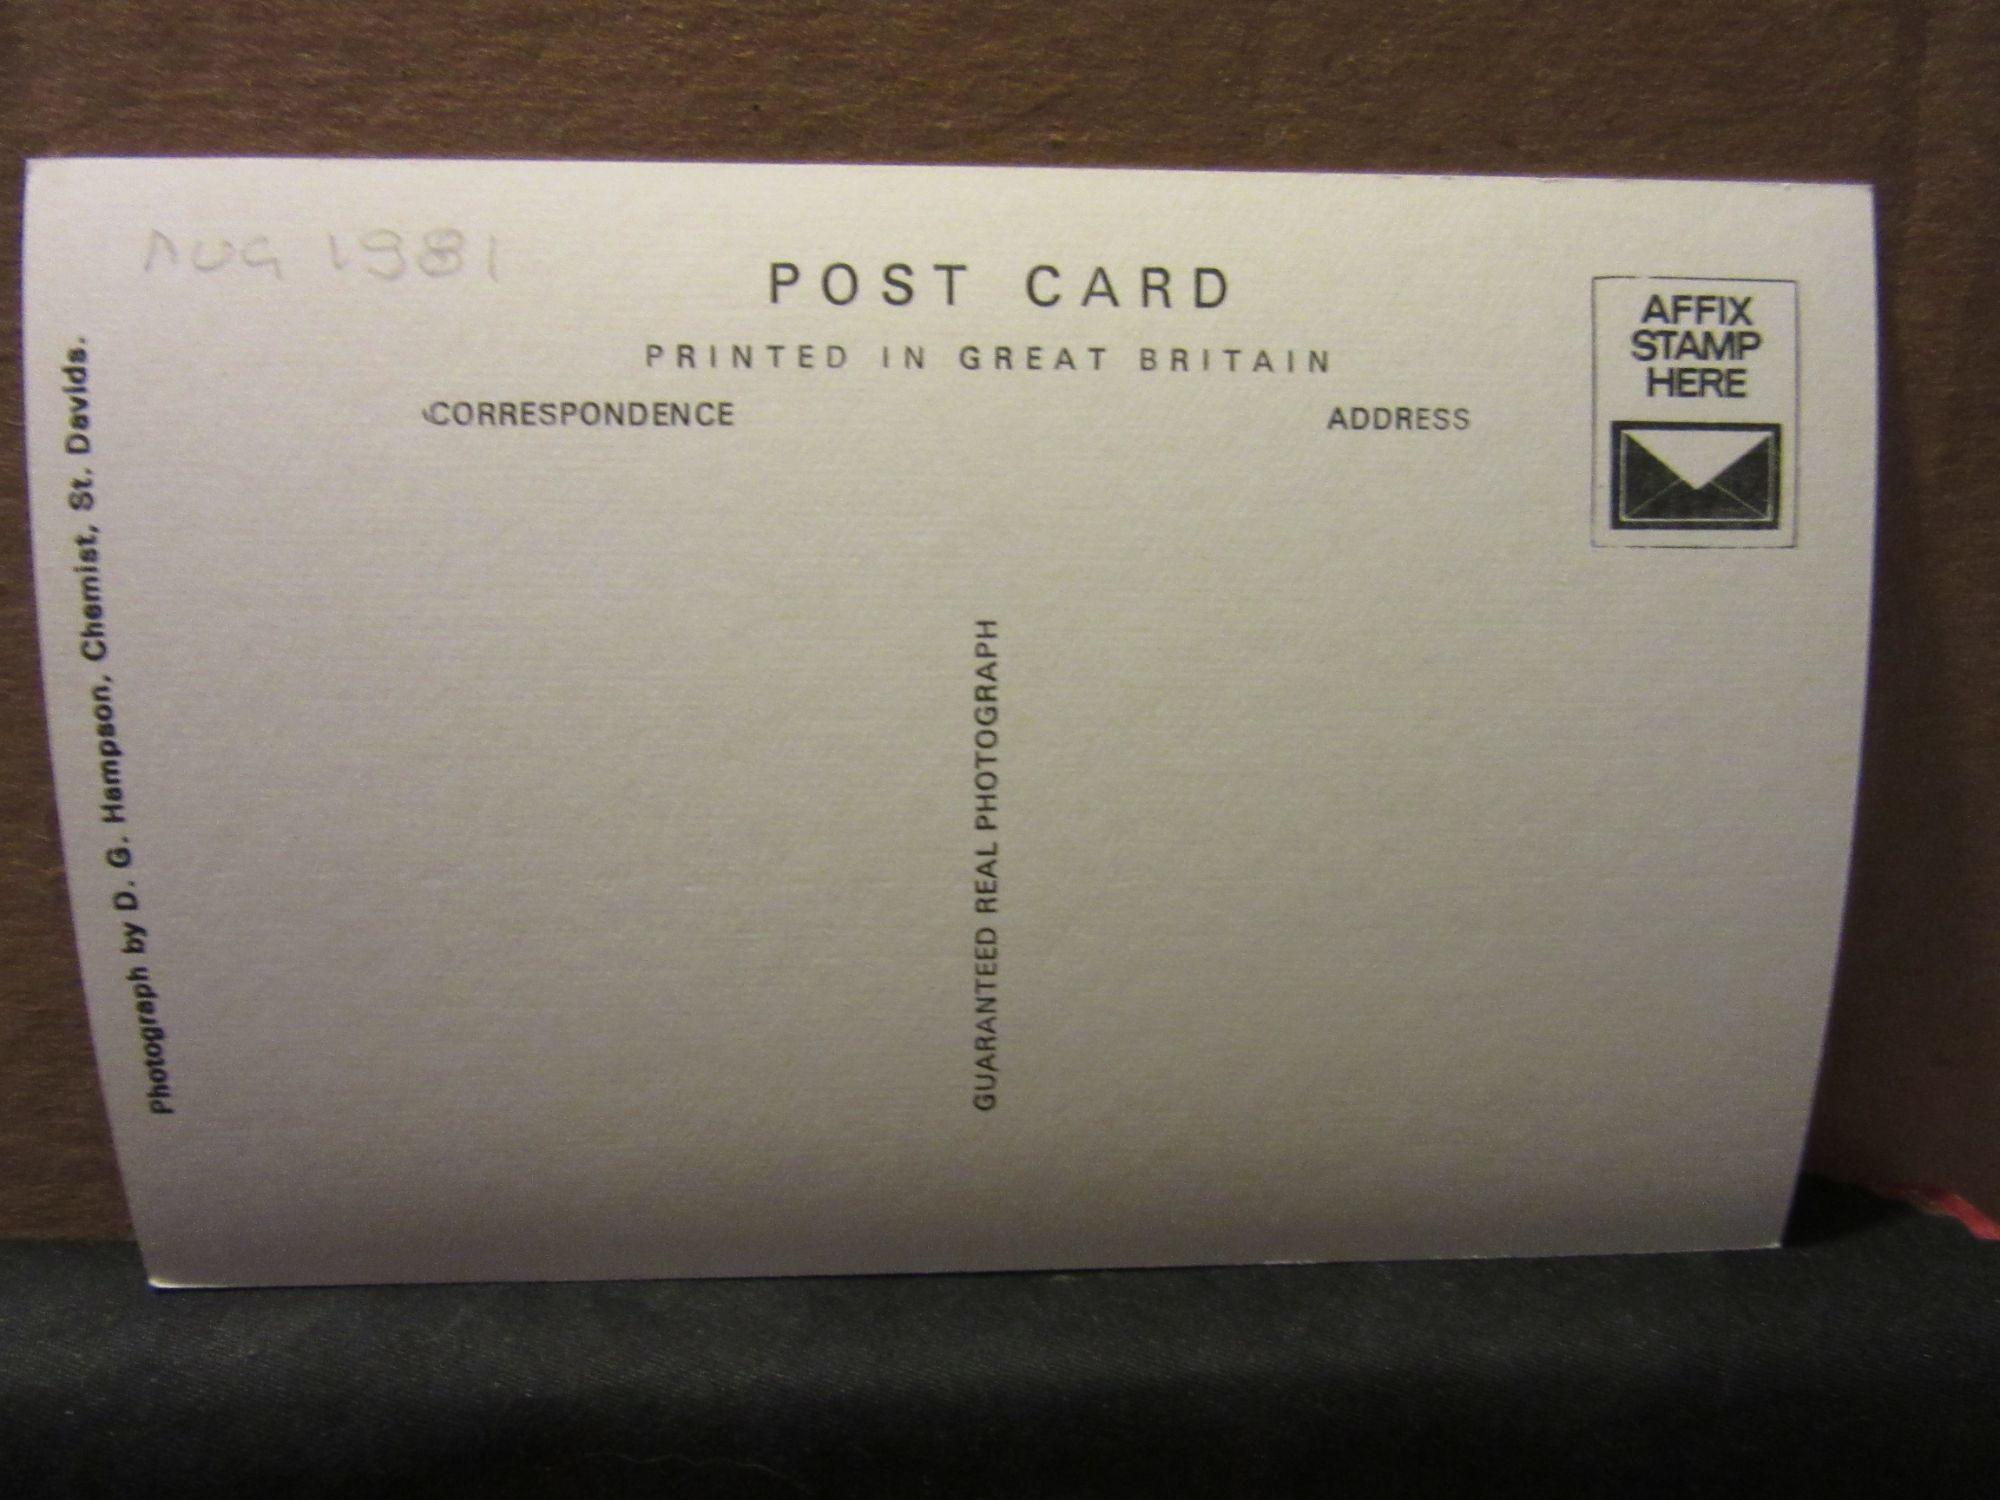 AUG 1981
POST CARD
PRINTED IN GREAT BRITAIN
CORRESPONDENCE
ADDRESS
AFFIX
STAMP
HERE
Photograph by D. G. Hampson, Chemist, St. Davids.
GUARANTEED REAL PHOTOGRAPH